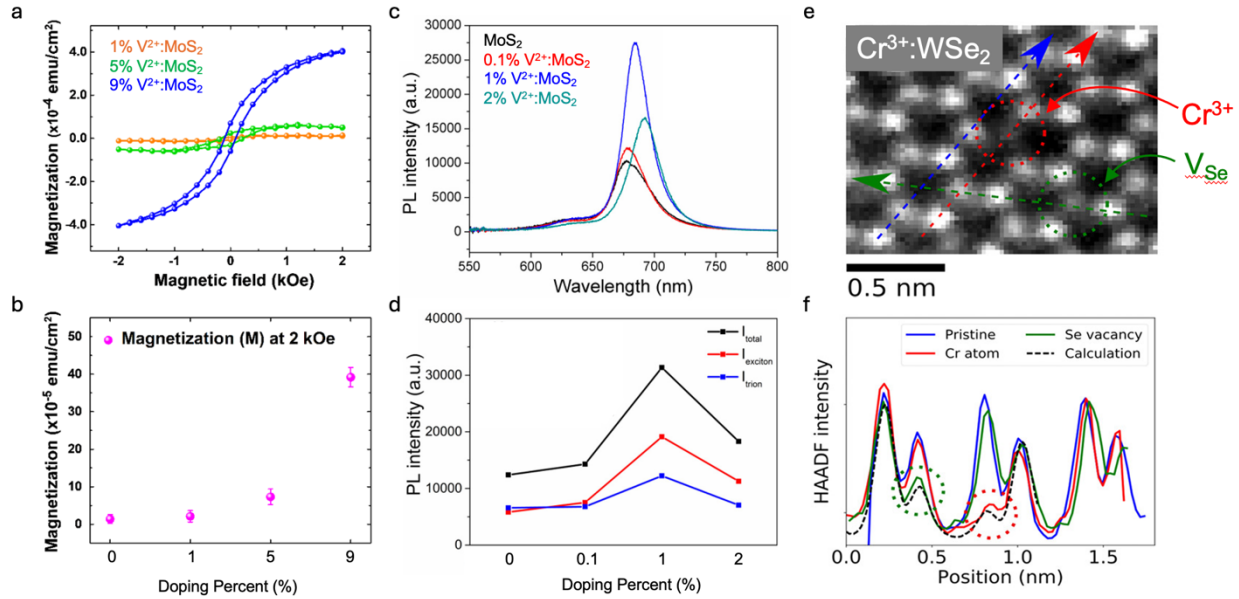 a
1% V²⁺:MoS₂
5% V²⁺:MoS₂
9% V²⁺:MoS₂
Magnetization (x10⁻⁴ emu/cm²)
4.0
2.0
0.0
-2.0
-4.0
-2
-1
0
1
2
Magnetic field (kOe)
b
Magnetization (M) at 2 kOe
Magnetization (x10⁻⁵ emu/cm²)
50
40
30
20
10
0
0
1
5
9
Doping Percent (%)
c
MoS₂
0.1% V²⁺:MoS₂
1% V²⁺:MoS₂
2% V²⁺:MoS₂
PL intensity (a.u.)
30000
25000
20000
15000
10000
5000
0
550
600
650
700
750
800
Wavelength (nm)
d
I total
I exciton
I trion
PL intensity (a.u.)
40000
30000
20000
10000
0
0
0.1
1
2
Doping Percent (%)
e
Cr³⁺:WSe₂
Cr³⁺
V Se
0.5 nm
f
Pristine
Cr atom
Se vacancy
Calculation
HAADF intensity
0.0
0.5
1.0
1.5
Position (nm)